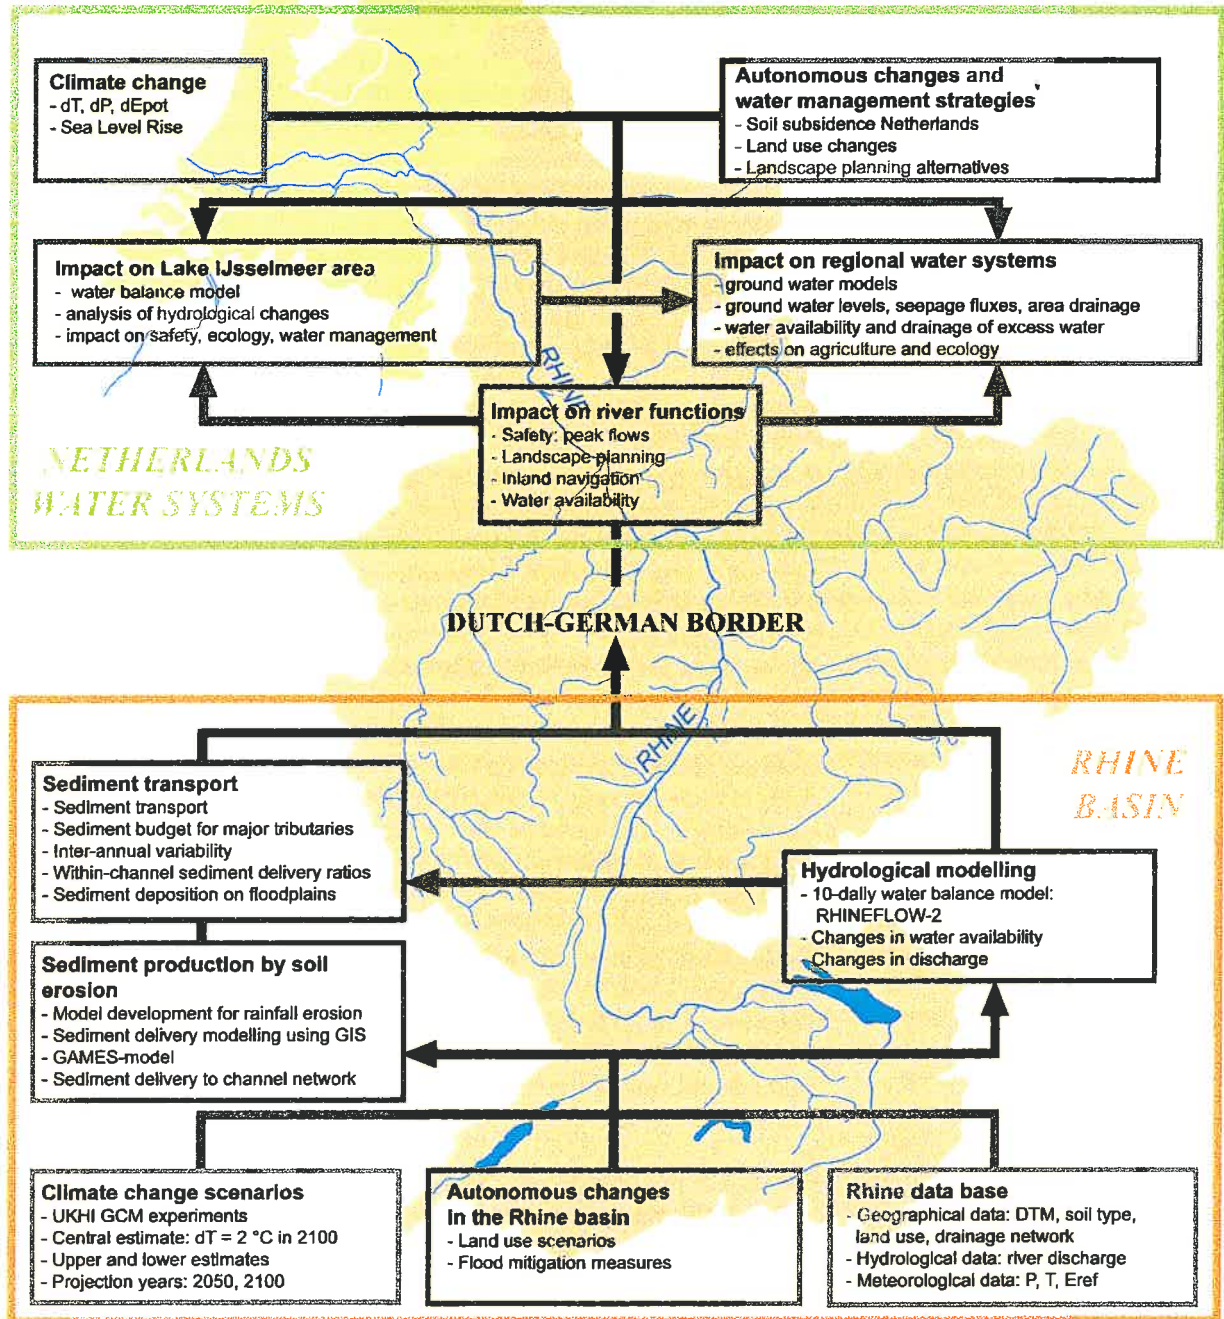 Climate change
- dT, dP, dEpot
- Sea Level Rise
Autonomous changes and
water management strategies
- Soil subsidence Netherlands
- Land use changes
- Landscape planning alternatives
Impact on Lake IJsselmeer area
- water balance model
- analysis of hydrological changes
- impact on safety, ecology, water management
Impact on regional water systems
- ground water models
- ground water levels, seepage fluxes, area drainage
- water availability and drainage of excess water
- effects on agriculture and ecology
RHINE
Impact on river functions
- Safety: peak flows
- Landscape planning
- Inland navigation
- Water availability
NETHERLANDS
WATER SYSTEMS
DUTCH-GERMAN BORDER
RHINE
RHINE
BASIN
Sediment transport
- Sediment transport
- Sediment budget for major tributaries
- Inter-annual variability
- Within-channel sediment delivery ratios
- Sediment deposition on floodplains
Hydrological modelling
- 10-daily water balance model:
RHINEFLOW-2
- Changes in water availability
- Changes in discharge
Sediment production by soil
erosion
- Model development for rainfall erosion
- Sediment delivery modelling using GIS
- GAMES-model
- Sediment delivery to channel network
Climate change scenarios
- UKHI GCM experiments
- Central estimate: dT = 2 °C in 2100
- Upper and lower estimates
- Projection years: 2050, 2100
Autonomous changes
in the Rhine basin
- Land use scenarios
- Flood mitigation measures
Rhine data base
- Geographical data: DTM, soil type,
land use, drainage network
- Hydrological data: river discharge
- Meteorological data: P, T, Eref